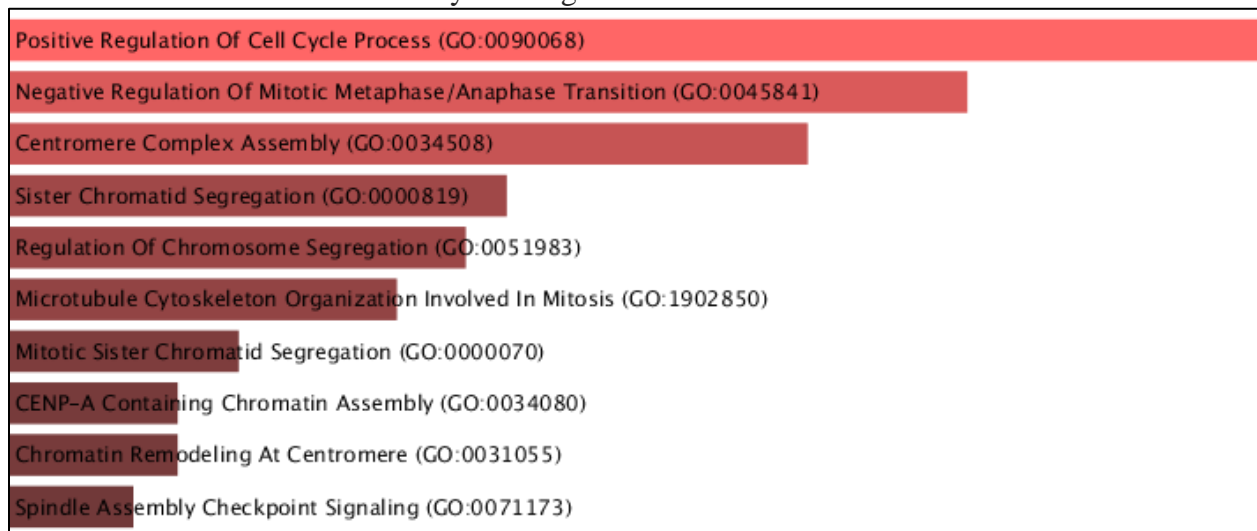 Positive Regulation Of Cell Cycle Process (GO:0090068)
Negative Regulation Of Mitotic Metaphase/Anaphase Transition (GO:0045841)
Centromere Complex Assembly (GO:0034508)
Sister Chromatid Segregation (GO:0000819)
Regulation Of Chromosome Segregation (GO:0051983)
Microtubule Cytoskeleton Organization Involved In Mitosis (GO:1902850)
Mitotic Sister Chromatid Segregation (GO:0000070)
CENP-A Containing Chromatin Assembly (GO:0034080)
Chromatin Remodeling At Centromere (GO:0031055)
Spindle Assembly Checkpoint Signaling (GO:0071173)